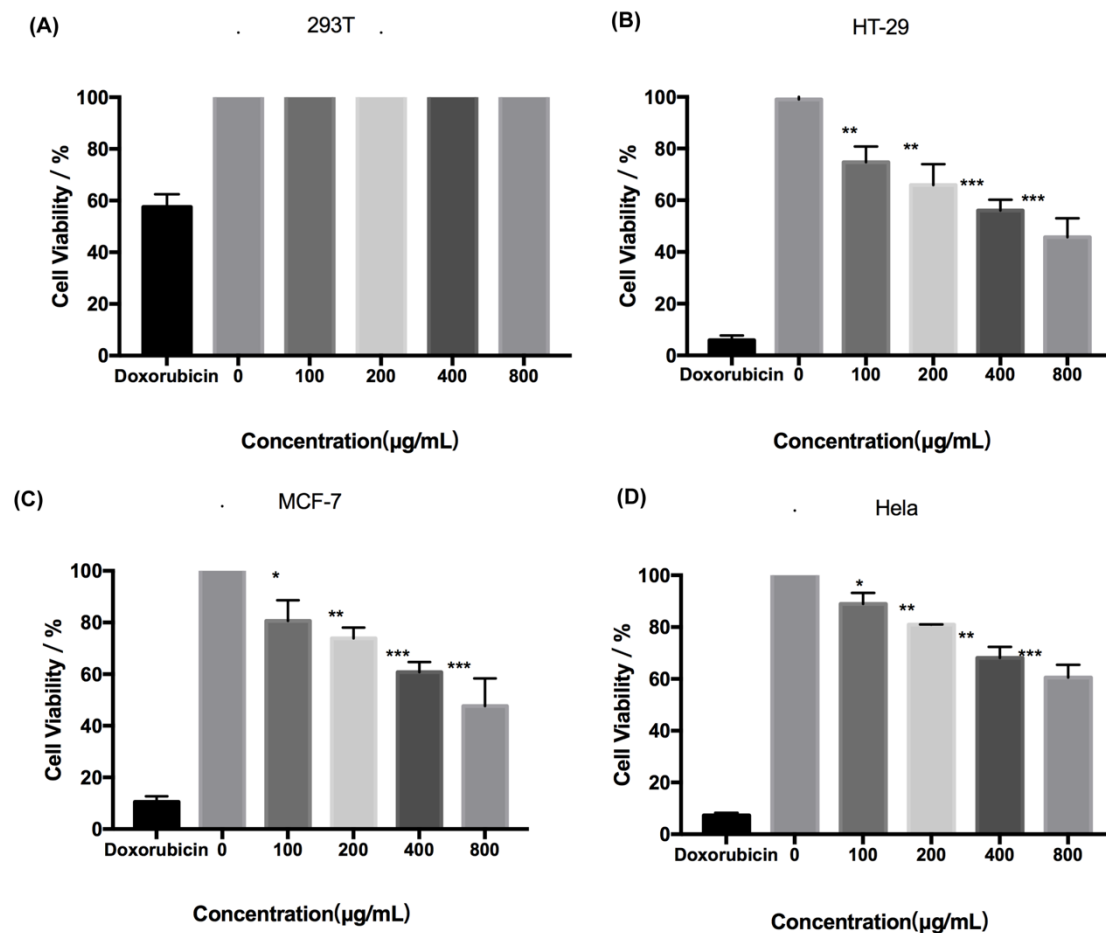 (A)
293T
Cell Viability / %
100
80
60
40
20
0
Doxorubicin 0 100 200 400 800
Concentration(µg/mL)
(B)
HT-29
Cell Viability / %
100
80
60
40
20
0
** ** *** ***
Doxorubicin 0 100 200 400 800
Concentration(µg/mL)
(C)
MCF-7
Cell Viability / %
100
80
60
40
20
0
* ** *** ***
Doxorubicin 0 100 200 400 800
Concentration(µg/mL)
(D)
Hela
Cell Viability / %
100
80
60
40
20
0
* ** ** ***
Doxorubicin 0 100 200 400 800
Concentration(µg/mL)